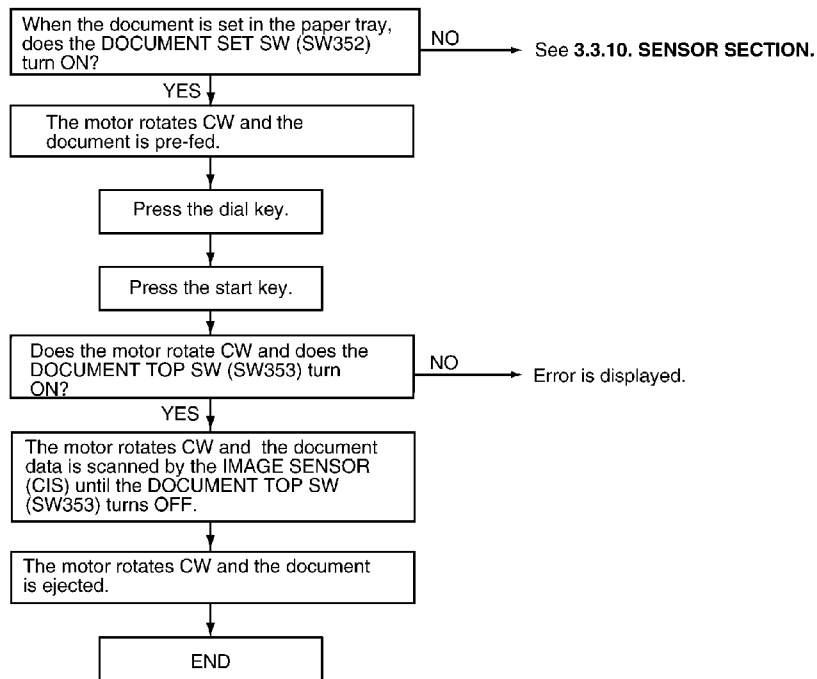 When the document is set in the paper tray,
does the DOCUMENT SET SW (SW352)
turn ON?
NO
See 3.3.10. SENSOR SECTION.
YES
The motor rotates CW and the
document is pre-fed.
Press the dial key.
Press the start key.
Does the motor rotate CW and does the
DOCUMENT TOP SW (SW353) turn
ON?
NO
Error is displayed.
YES
The motor rotates CW and the document
data is scanned by the IMAGE SENSOR
(CIS) until the DOCUMENT TOP SW
(SW353) turns OFF.
The motor rotates CW and the document
is ejected.
END